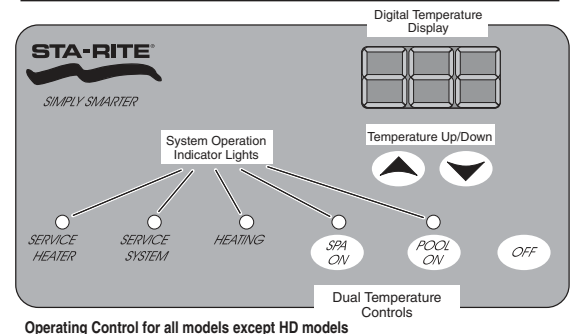 Digital Temperature
Display
STA-RITE®
SIMPLY SMARTER
System Operation
Indicator Lights
Temperature Up/Down
SERVICE
HEATER
SERVICE
SYSTEM
HEATING
SPA
ON
POOL
ON
OFF
Dual Temperature
Controls
Operating Control for all models except HD models